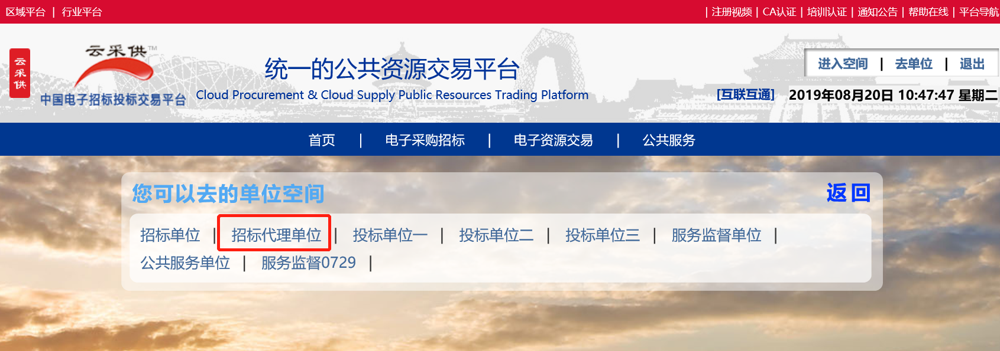 区域平台 | 行业平台
| 注册视频 | CA认证 | 培训认证 | 通知公告 | 帮助在线 | 平台导航
云采供
云采供™
中国电子招标投标交易平台
统一的公共资源交易平台
Cloud Procurement & Cloud Supply Public Resources Trading Platform
进入空间 | 去单位 | 退出
[互联互通] 2019年08月20日 10:47:47 星期二
首页 | 电子采购招标 | 电子资源交易 | 公共服务
您可以去的单位空间
返回
招标单位 | 招标代理单位 | 投标单位一 | 投标单位二 | 投标单位三 | 服务监督单位 |
公共服务单位 | 服务监督0729 |